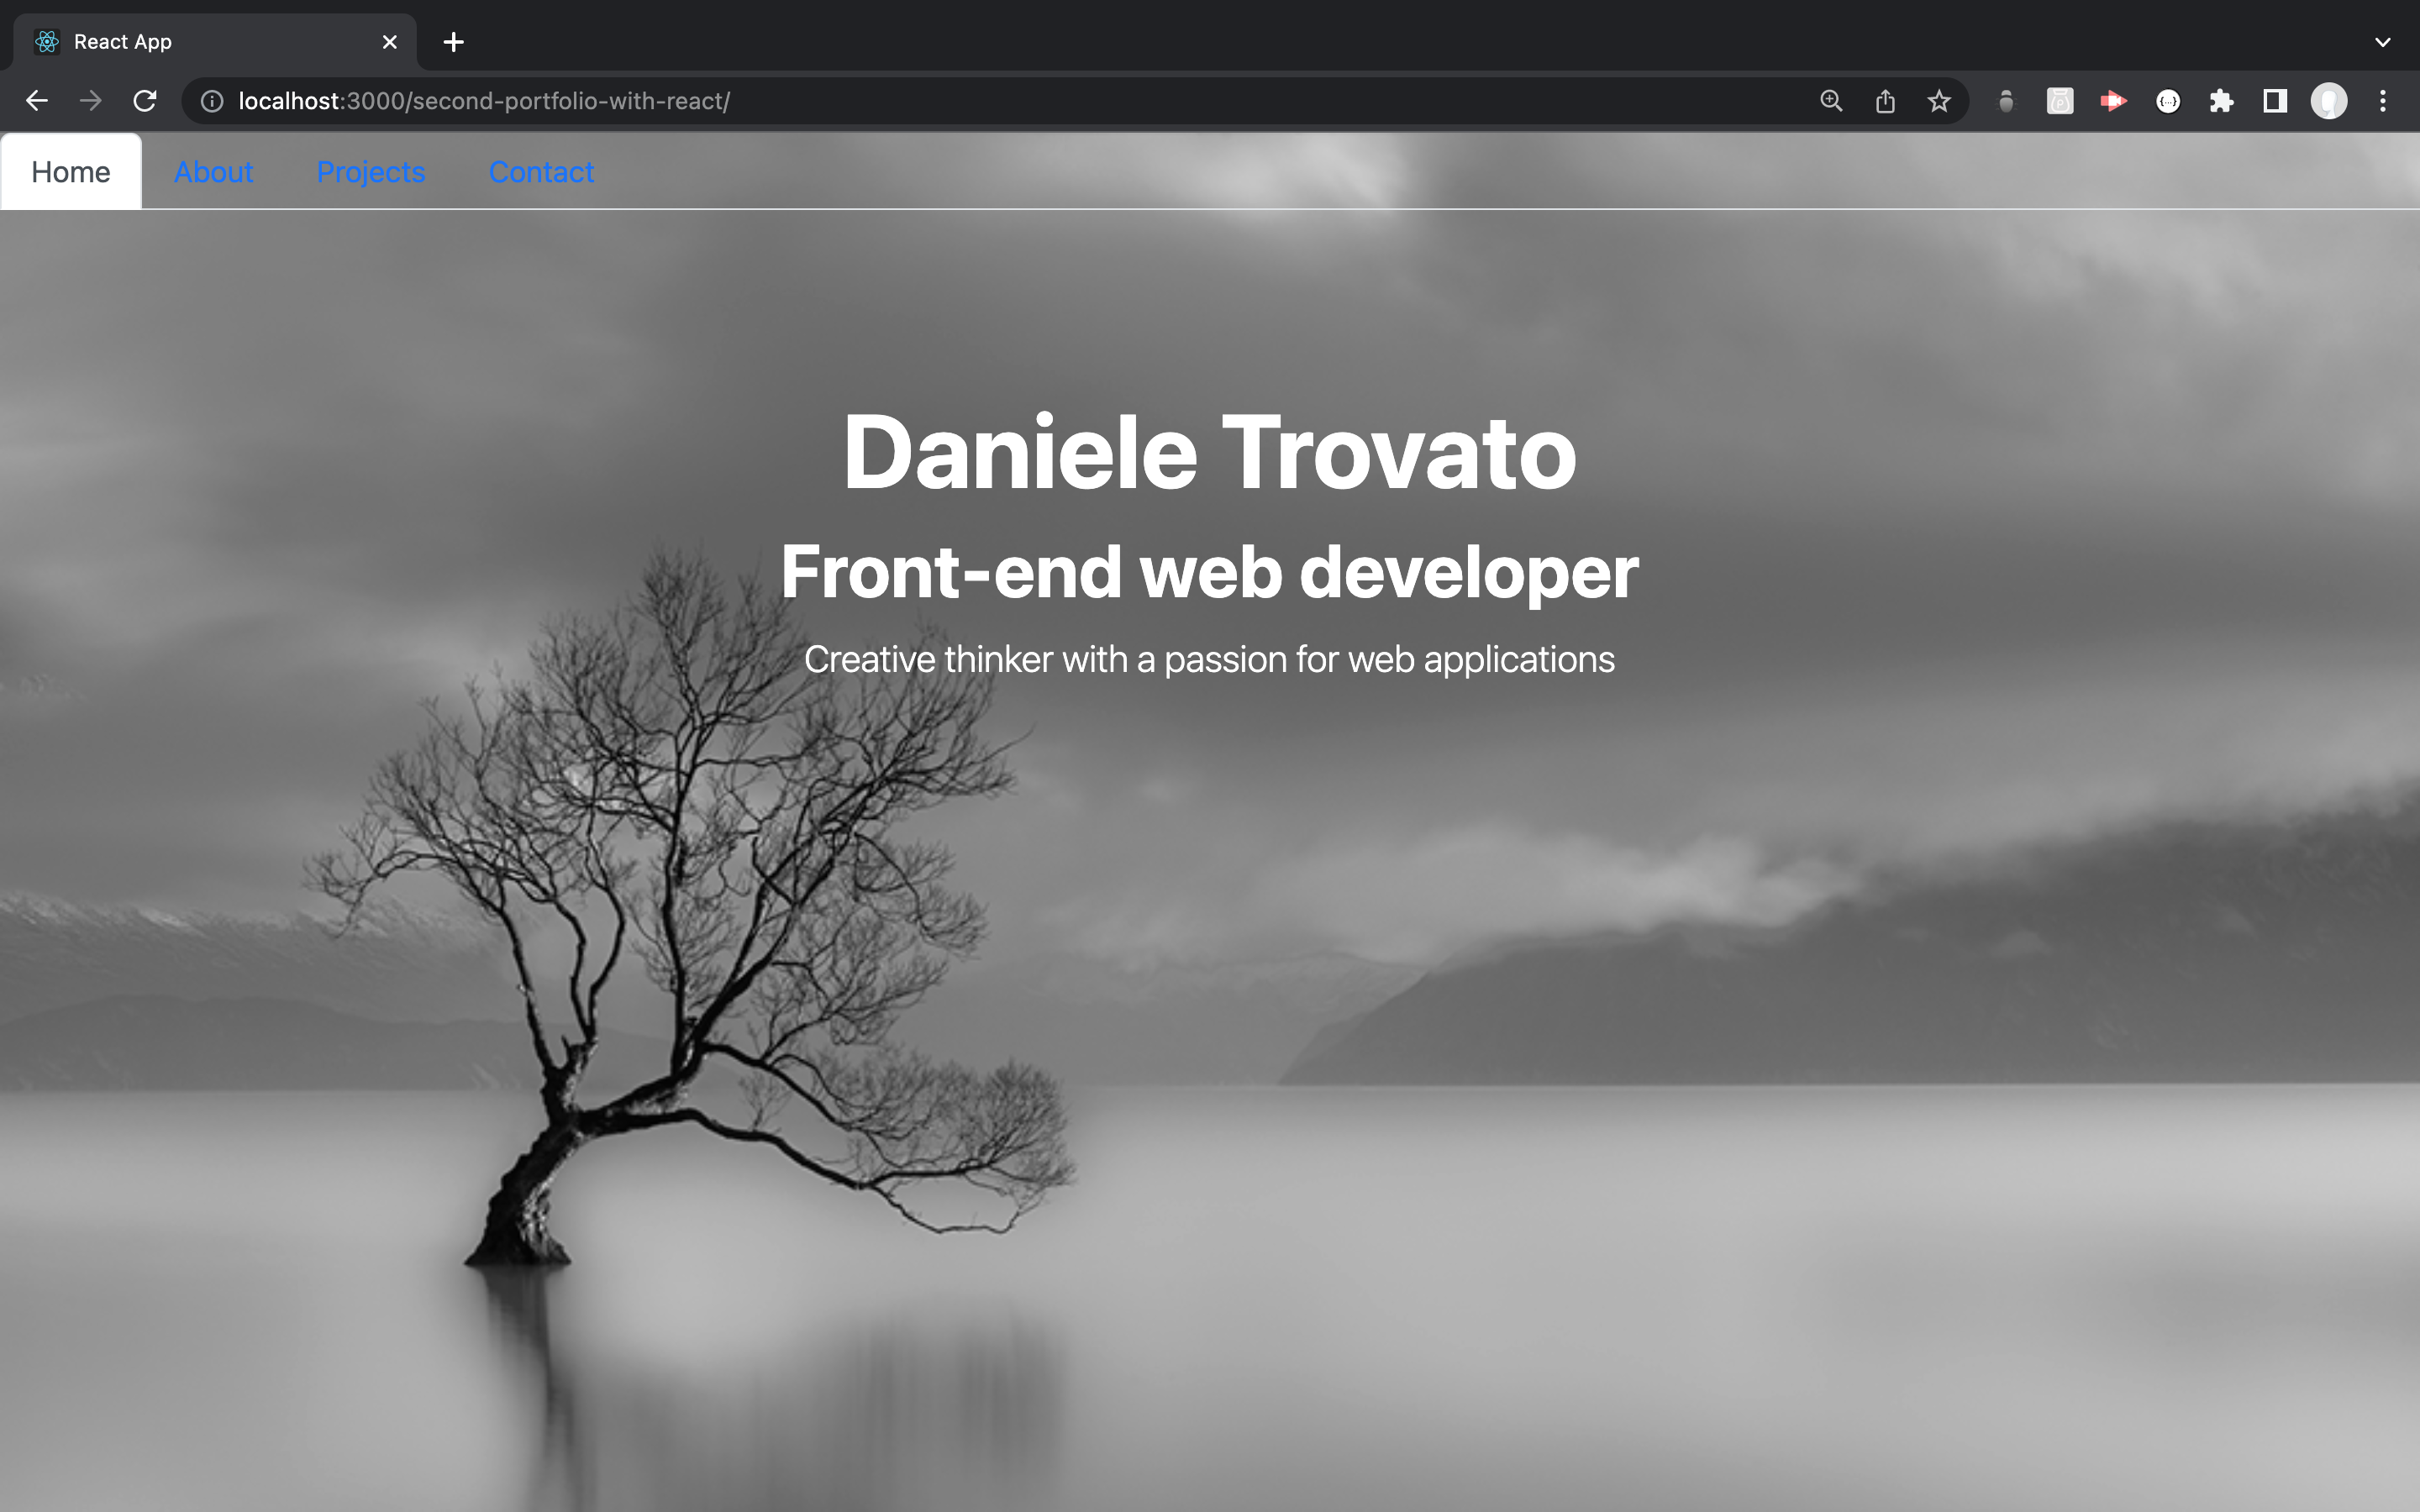 React App
localhost:3000/second-portfolio-with-react/
Home About Projects Contact
Daniele Trovato
Front-end web developer
Creative thinker with a passion for web applications